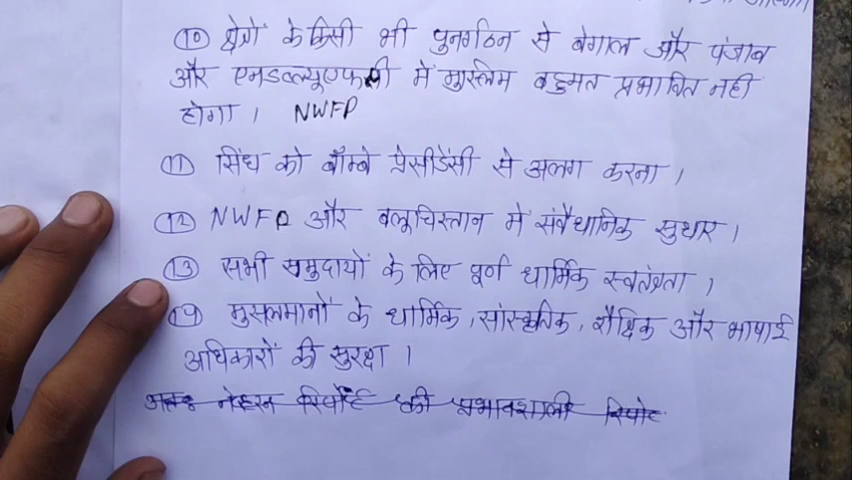 ⑩ क्षेत्रों के किसी भी पुनर्गठन से बंगाल और पंजाब
और एनडब्ल्यूएफपी में मुस्लिम बहुमत प्रभावित नहीं
होगा। NWFP
⑪ सिंध को बॉम्बे प्रेसीडेंसी से अलग करना।
⑫ NWFP और बलूचिस्तान में संवैधानिक सुधार।
⑬ सभी समुदायों के लिए पूर्ण धार्मिक स्वतंत्रता।
⑭ मुसलमानों के धार्मिक, सांस्कृतिक, शैक्षिक और भाषाई
अधिकारों की सुरक्षा।
रिपोर्ट की प्रभावशाली रिपोर्ट